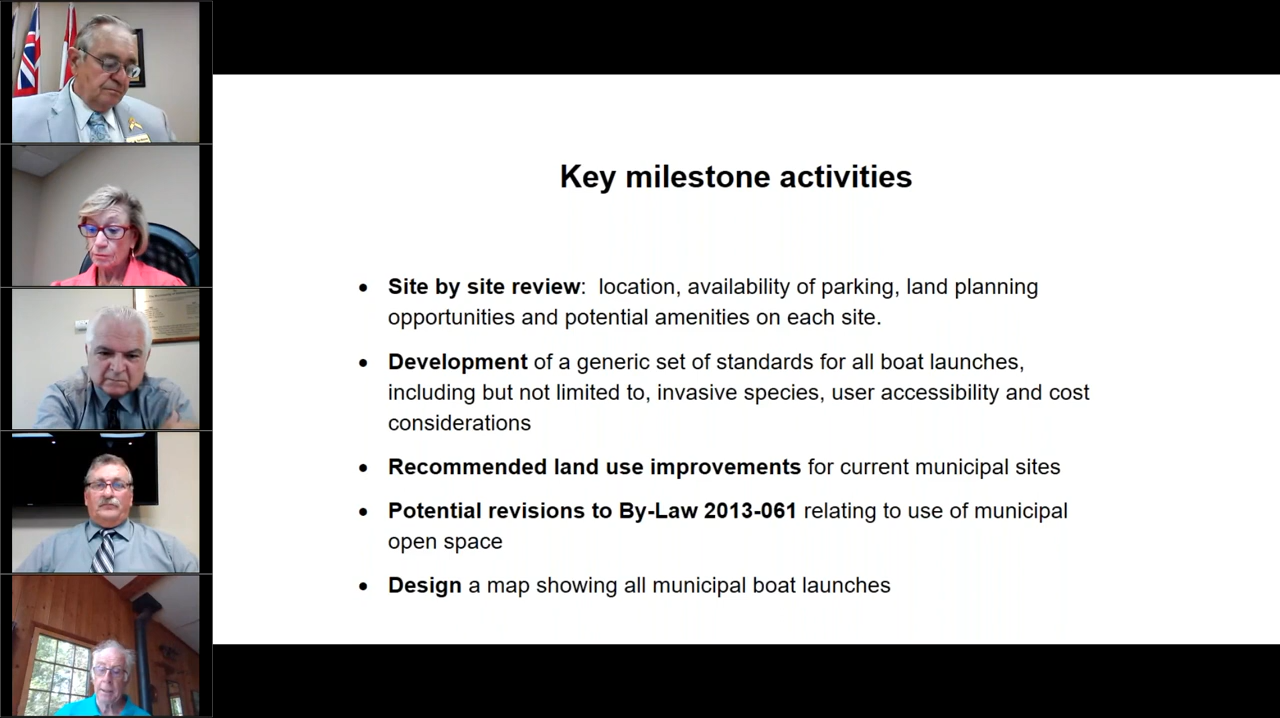 Key milestone activities
• Site by site review:  location, availability of parking, land planning
opportunities and potential amenities on each site.
• Development of a generic set of standards for all boat launches,
including but not limited to, invasive species, user accessibility and cost
considerations
• Recommended land use improvements for current municipal sites
• Potential revisions to By-Law 2013-061 relating to use of municipal
open space
• Design a map showing all municipal boat launches